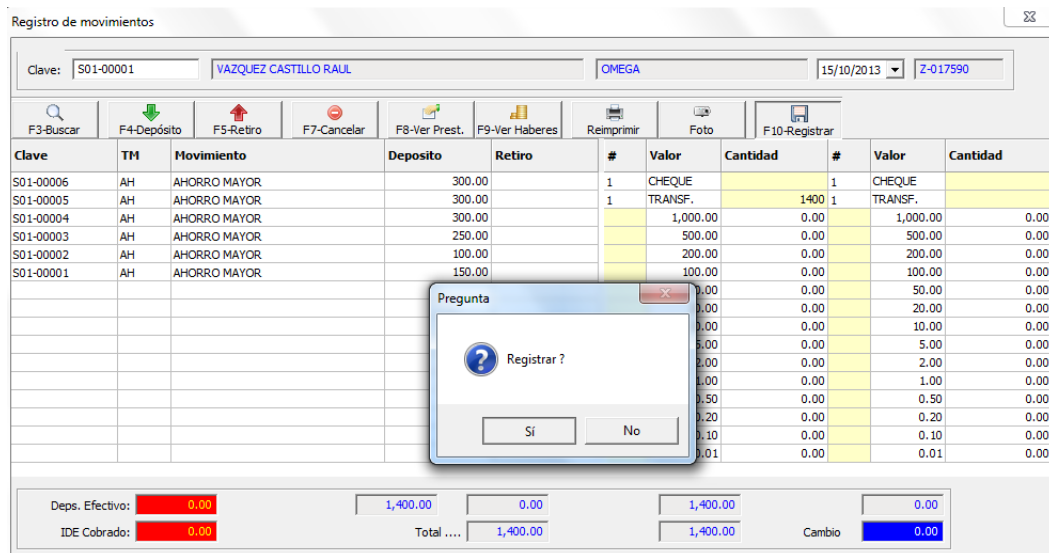 Registro de movimientos
Clave: S01-00001 VAZQUEZ CASTILLO RAUL OMEGA 15/10/2013 Z-017590
F3-Buscar F4-Depósito F5-Retiro F7-Cancelar F8-Ver Prest. F9-Ver Haberes Reimprimir Foto F10-Registrar
Clave TM Movimiento Deposito Retiro # Valor Cantidad # Valor Cantidad
S01-00006 AH AHORRO MAYOR 300.00 1 CHEQUE 1 CHEQUE
S01-00005 AH AHORRO MAYOR 300.00 1 TRANSF. 1400 1 TRANSF.
S01-00004 AH AHORRO MAYOR 300.00 1,000.00 0.00 1,000.00 0.00
S01-00003 AH AHORRO MAYOR 250.00 500.00 0.00 500.00 0.00
S01-00002 AH AHORRO MAYOR 100.00 200.00 0.00 200.00 0.00
S01-00001 AH AHORRO MAYOR 150.00 100.00 0.00 100.00 0.00
0.00 50.00 0.00
0.00 20.00 0.00
0.00 10.00 0.00
0.00 5.00 0.00
0.00 2.00 0.00
0.00 1.00 0.00
0.00 0.50 0.00
0.00 0.20 0.00
0.00 0.10 0.00
0.00 0.01 0.00
Pregunta
Registrar ?
Sí No
Deps. Efectivo: 0.00 1,400.00 0.00 1,400.00 0.00
IDE Cobrado: 0.00 Total .... 1,400.00 1,400.00 Cambio 0.00